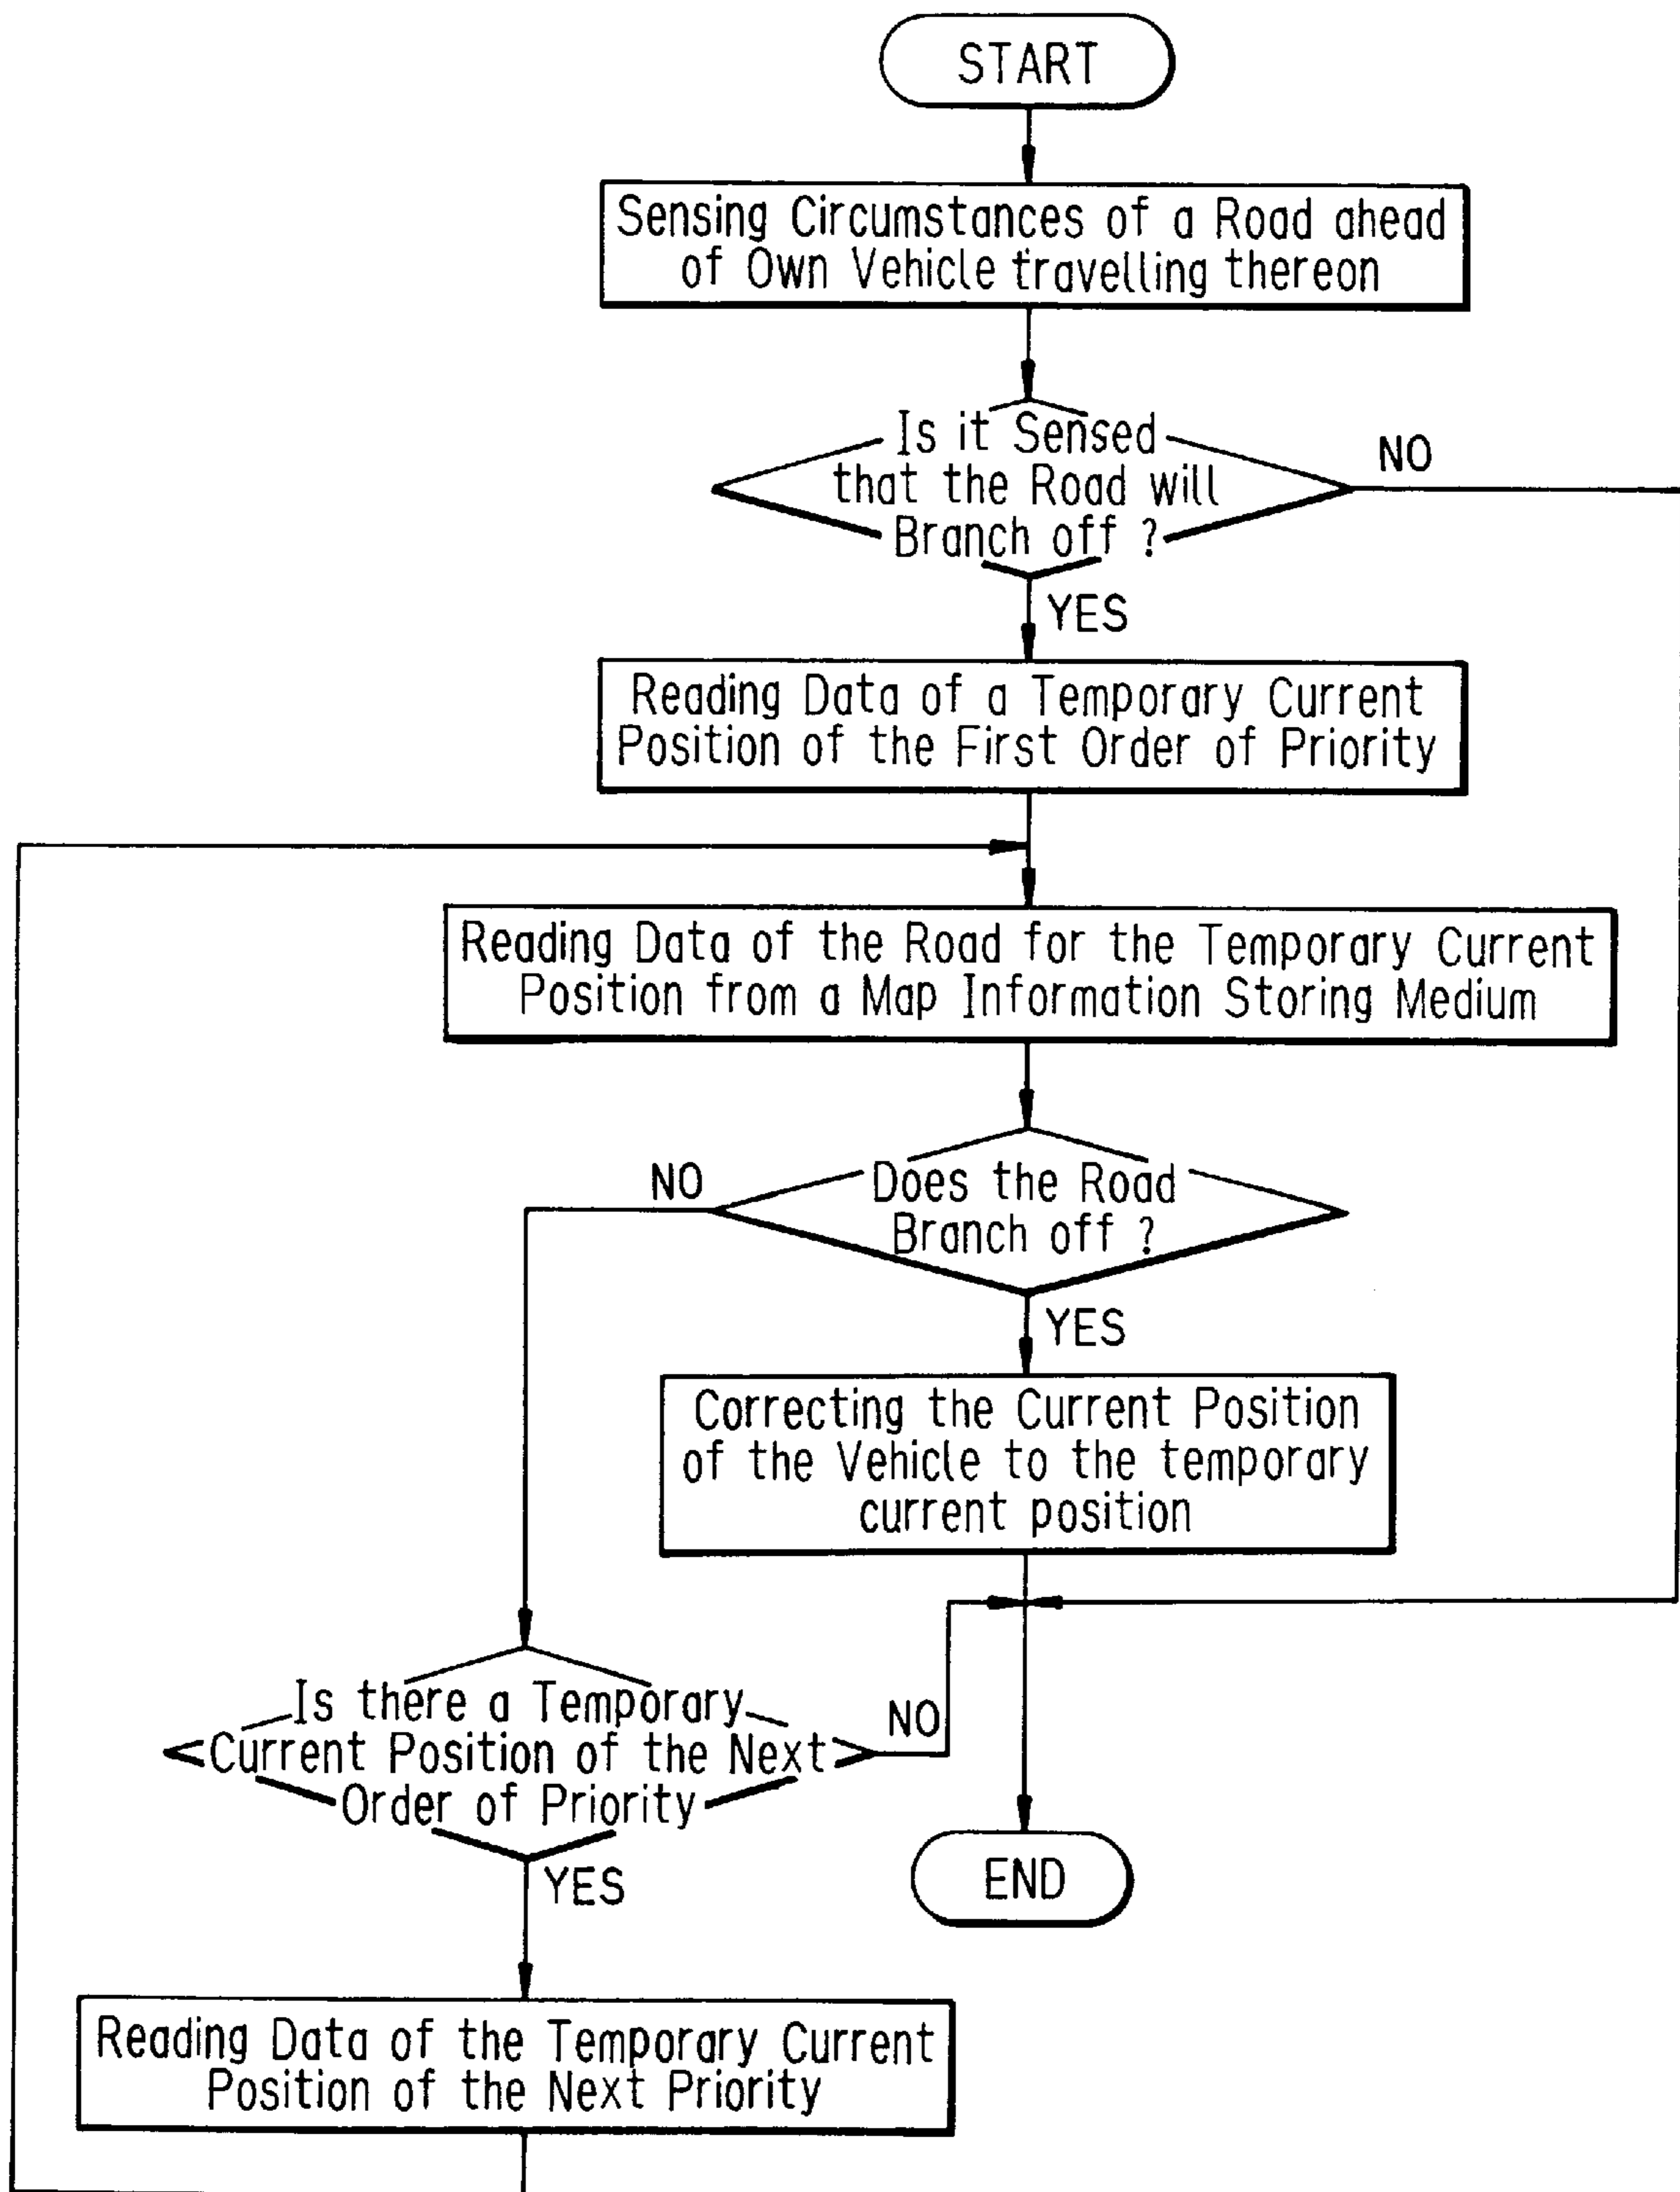 START
Sensing Circumstances of a Road ahead
of Own Vehicle travelling thereon
Is it Sensed
that the Road will
Branch off ?
NO
YES
Reading Data of a Temporary Current
Position of the First Order of Priority
Reading Data of the Road for the Temporary Current
Position from a Map Information Storing Medium
Does the Road
Branch off ?
NO
YES
Correcting the Current Position
of the Vehicle to the temporary
current position
Is there a Temporary
Current Position of the Next
Order of Priority
NO
YES
END
Reading Data of the Temporary Current
Position of the Next Priority